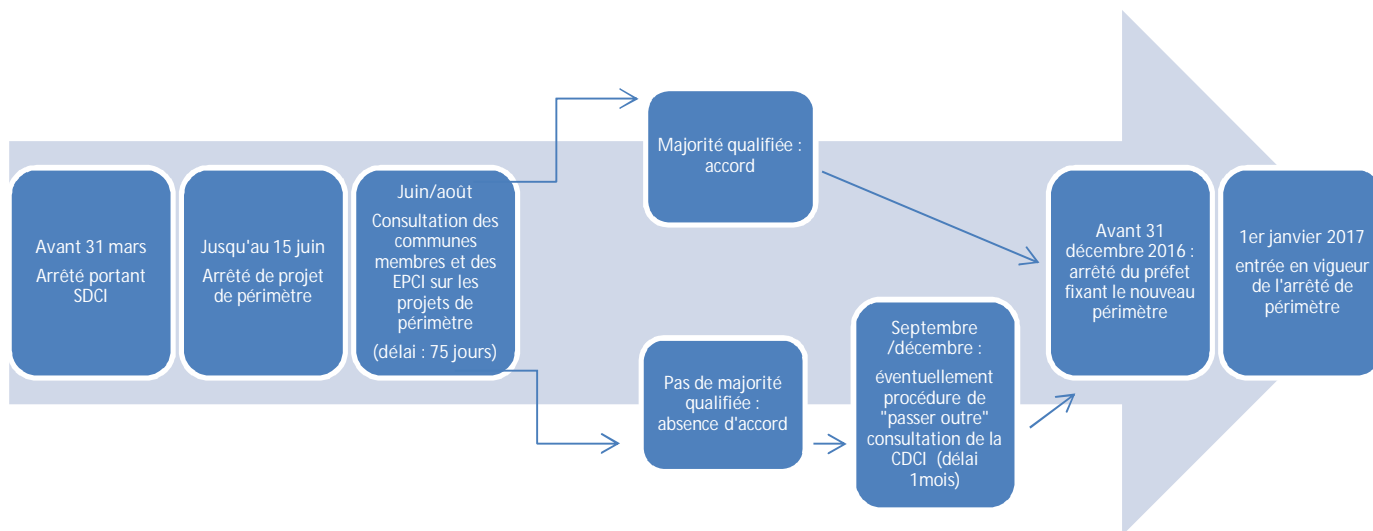 Avant 31 mars
Arrêté portant
SDCI
Jusqu'au 15 juin
Arrêté de projet
de périmètre
Juin/août
Consultation des
communes
membres et des
EPCI sur les
projets de
périmètre
(délai : 75 jours)
Majorité qualifiée :
accord
Pas de majorité
qualifiée :
absence d'accord
Septembre
/décembre :
éventuellement
procédure de
"passer outre"
consultation de la
CDCI (délai
1mois)
Avant 31
décembre 2016 :
arrêté du préfet
fixant le nouveau
périmètre
1er janvier 2017
entrée en vigueur
de l'arrêté de
périmètre